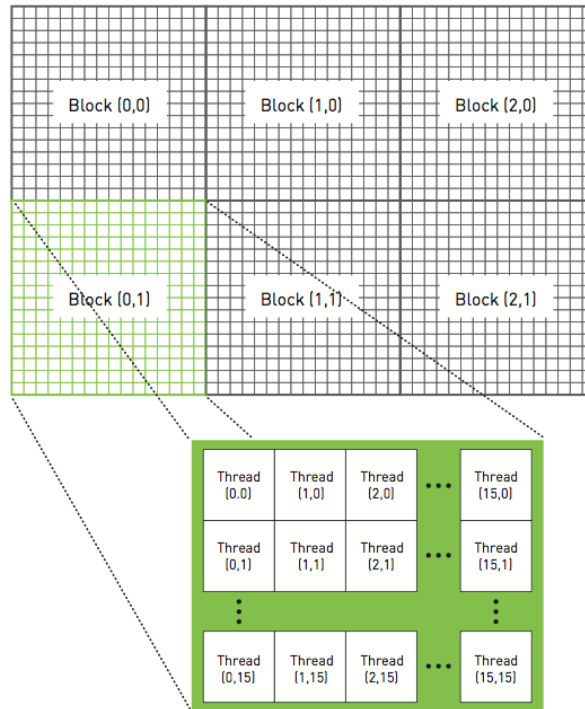 Block (0,0)
Block (1,0)
Block (2,0)
Block (0,1)
Block (1,1)
Block (2,1)
Thread
(0.0)
Thread
(1,0)
Thread
(2,0)
•••
Thread
(15,0)
Thread
(0,1)
Thread
(1,1)
Thread
(2,1)
•••
Thread
(15,1)
Thread
(0,15)
Thread
(1,15)
Thread
(2,15)
•••
Thread
(15,15)